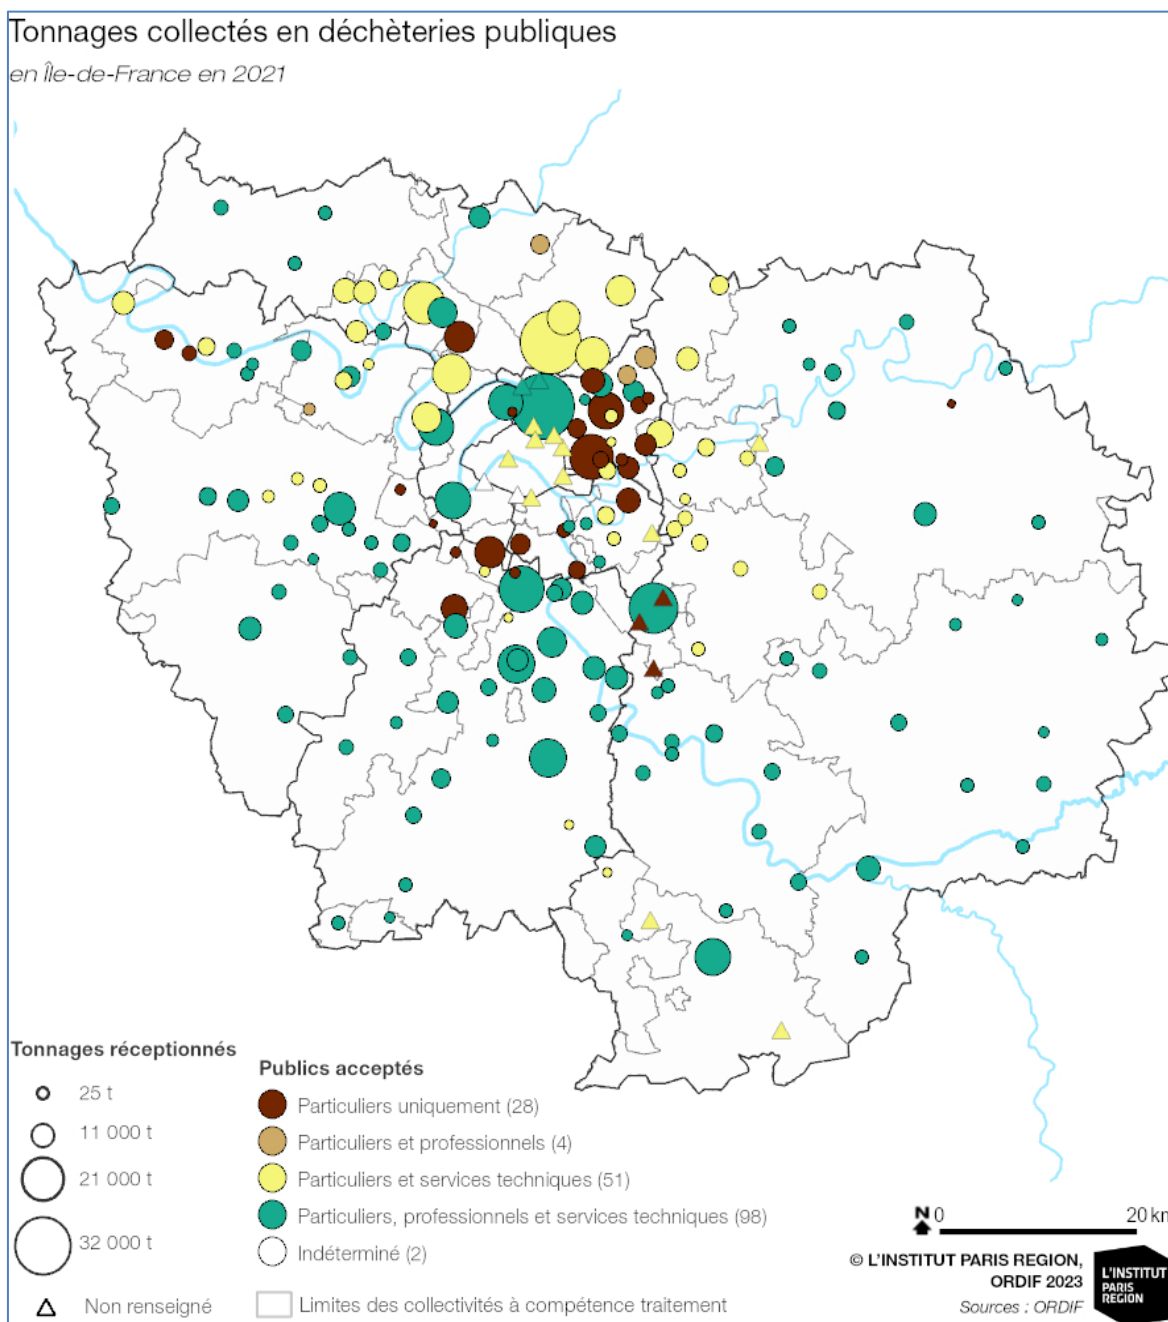 Tonnages collectés en déchèteries publiques
en Île-de-France en 2021
Tonnages réceptionnés
25 t
11 000 t
21 000 t
32 000 t
Non renseigné
Publics acceptés
Particuliers uniquement (28)
Particuliers et professionnels (4)
Particuliers et services techniques (51)
Particuliers, professionnels et services techniques (98)
Indéterminé (2)
Limites des collectivités à compétence traitement
N 0 20 km
© L'INSTITUT PARIS REGION,
ORDIF 2023
Sources : ORDIF
L'INSTITUT
PARIS
REGION